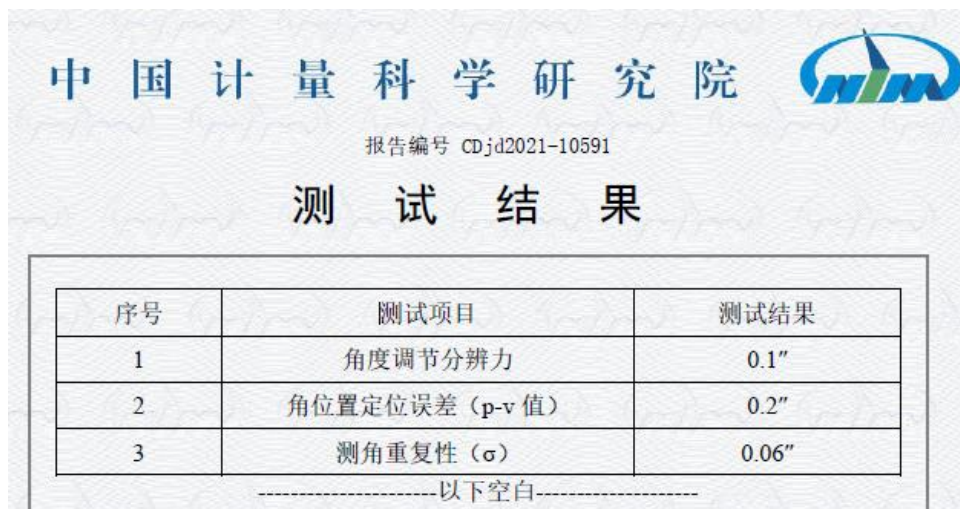 中国计量科学研究院
NIM
报告编号 CDjd2021-10591
测 试 结 果
序号 测试项目 测试结果
1 角度调节分辨力 0.1″
2 角位置定位误差（p-v 值） 0.2″
3 测角重复性（σ） 0.06″
----------------------以下空白--------------------